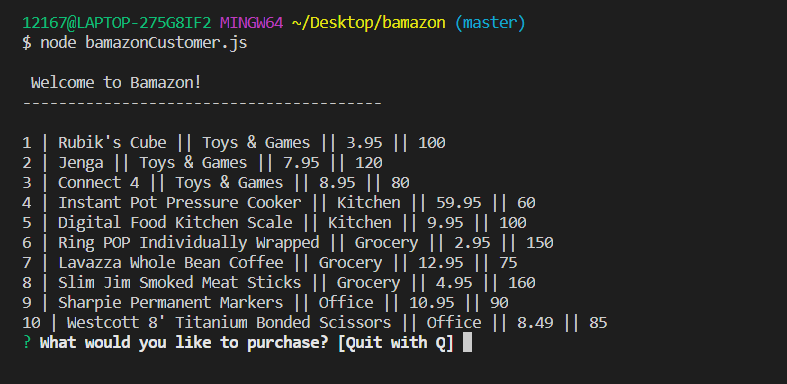 12167@LAPTOP-275G8IF2 MINGW64 ~/Desktop/bamazon (master)
$ node bamazonCustomer.js
Welcome to Bamazon!
----------------------------------------
1 | Rubik's Cube || Toys & Games || 3.95 || 100
2 | Jenga || Toys & Games || 7.95 || 120
3 | Connect 4 || Toys & Games || 8.95 || 80
4 | Instant Pot Pressure Cooker || Kitchen || 59.95 || 60
5 | Digital Food Kitchen Scale || Kitchen || 9.95 || 100
6 | Ring POP Individually Wrapped || Grocery || 2.95 || 150
7 | Lavazza Whole Bean Coffee || Grocery || 12.95 || 75
8 | Slim Jim Smoked Meat Sticks || Grocery || 4.95 || 160
9 | Sharpie Permanent Markers || Office || 10.95 || 90
10 | Westcott 8' Titanium Bonded Scissors || Office || 8.49 || 85
? What would you like to purchase? [Quit with Q]